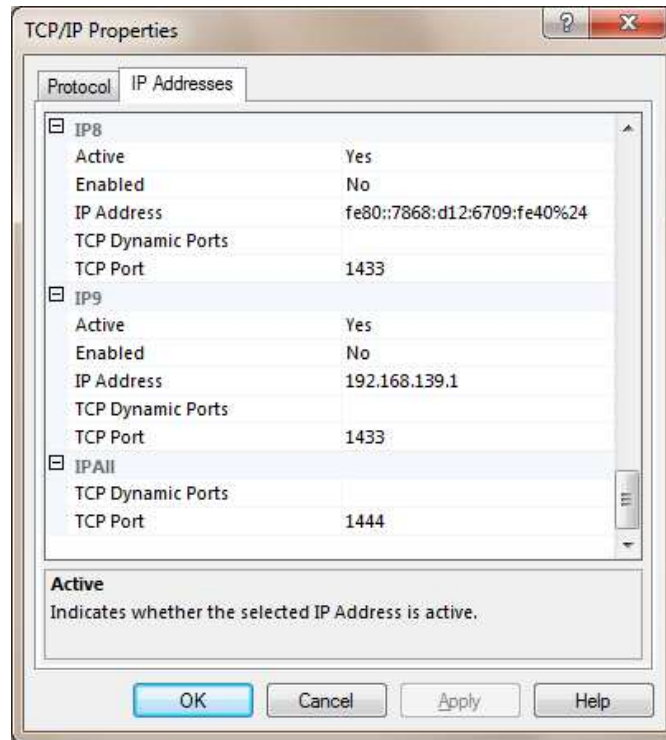 TCP/IP Properties
Protocol IP Addresses
IP8
Active Yes
Enabled No
IP Address fe80::7868:d12:6709:fe40%24
TCP Dynamic Ports
TCP Port 1433
IP9
Active Yes
Enabled No
IP Address 192.168.139.1
TCP Dynamic Ports
TCP Port 1433
IPAll
TCP Dynamic Ports
TCP Port 1444
Active
Indicates whether the selected IP Address is active.
OK Cancel Apply Help